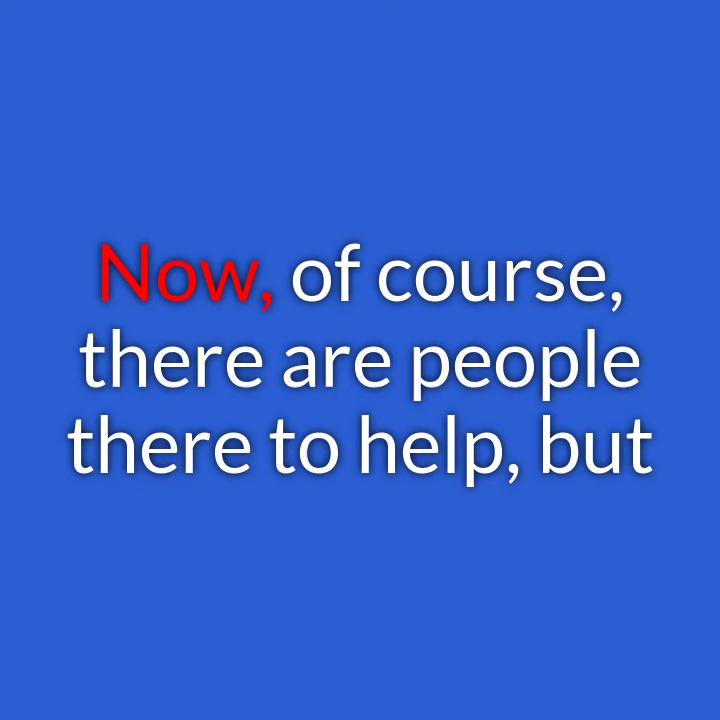 Now, of course,
there are people
there to help, but